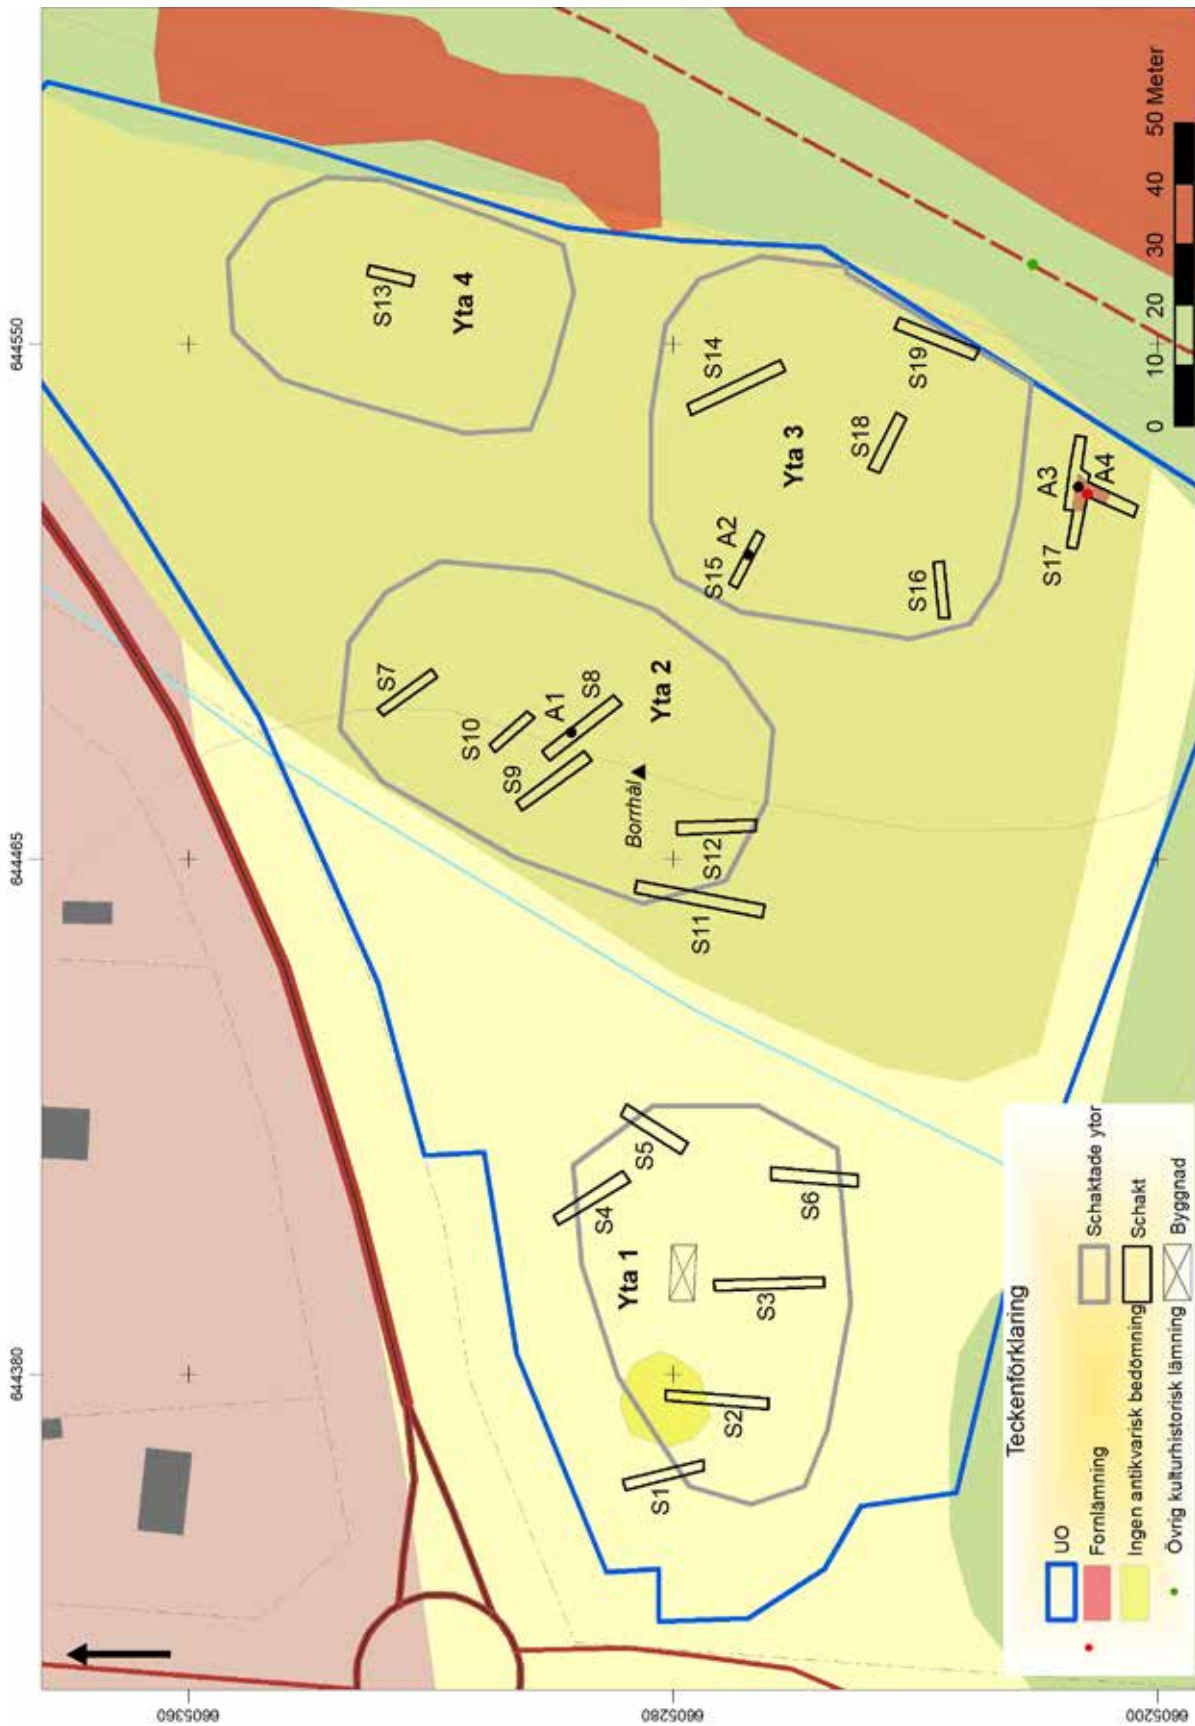 644380
644465
644550
6605360
6605280
6605200
S13
Yta 4
S14
S19
S18
Yta 3
S15
A2
S16
A3
A4
S17
S7
S10
A1
S8
Yta 2
S9
Borrhål
S12
S11
S5
S4
S6
Yta 1
S3
S2
S1
0 10 20 30 40 50 Meter
Teckenförklaring
UO
Fornlämning
Ingen antikvarisk bedömning
Övrig kulturhistorisk lämning
Schaktade ytor
Schakt
Byggnad